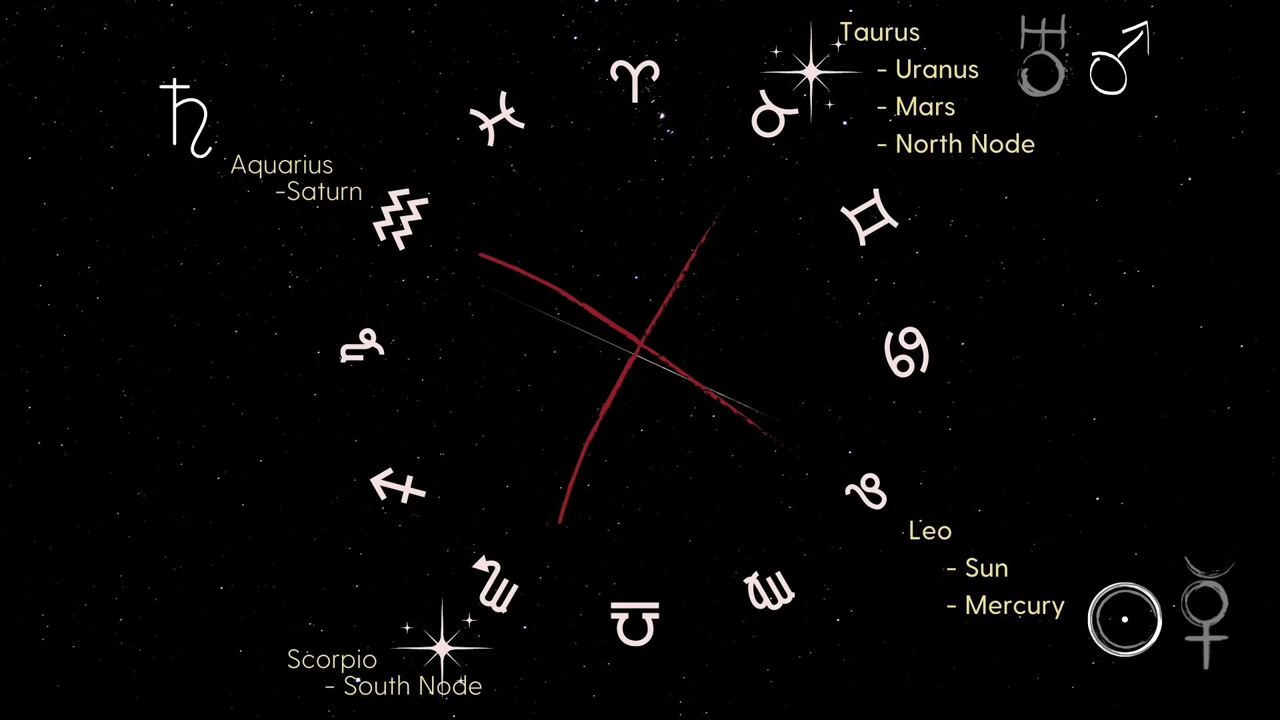 Taurus
- Uranus
- Mars
- North Node
Aquarius
-Saturn
Leo
- Sun
- Mercury
Scorpio
- South Node